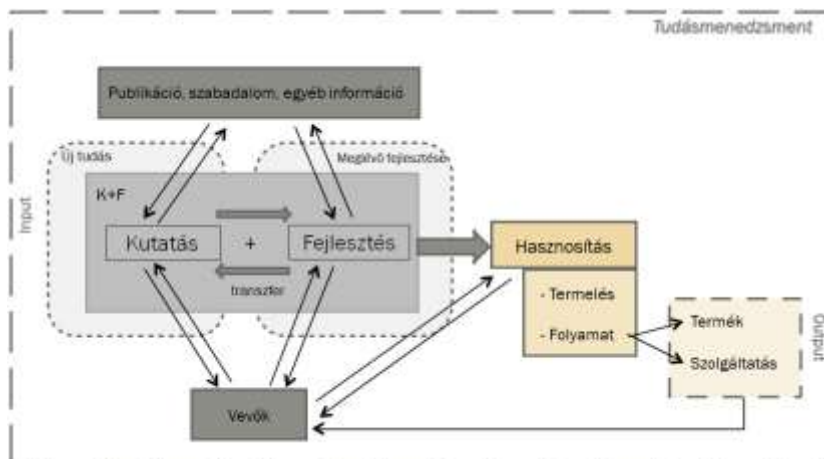 Tudásmenedzsment
Publikáció, szabadalom, egyéb információ
Új tudás
Meglévő fejlesztése
K+F
Input
Kutatás
+
Fejlesztés
transzfer
Hasznosítás
- Termelés
- Folyamat
Termék
Szolgáltatás
Output
Vevők